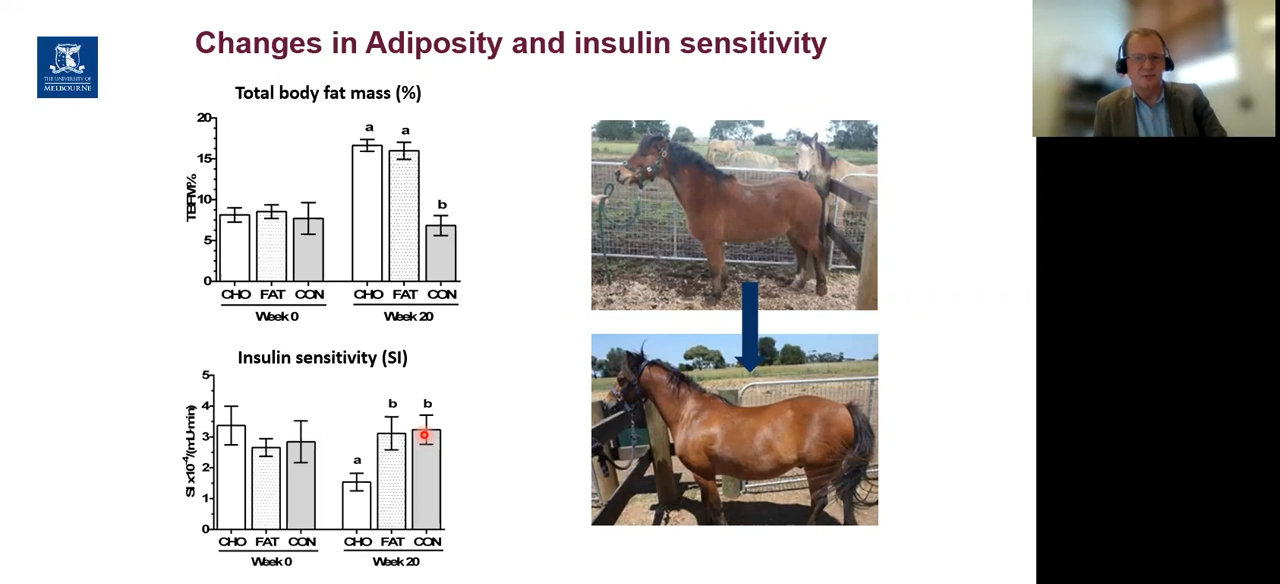 Changes in Adiposity and insulin sensitivity
THE UNIVERSITY OF
MELBOURNE
Total body fat mass (%)
20
15
10
5
0
TBFM%
a
a
b
CHO FAT CON
CHO FAT CON
Week 0
Week 20
Insulin sensitivity (SI)
5
4
3
2
1
0
SI x10-4/(mU·min)
a
b
b
CHO FAT CON
CHO FAT CON
Week 0
Week 20